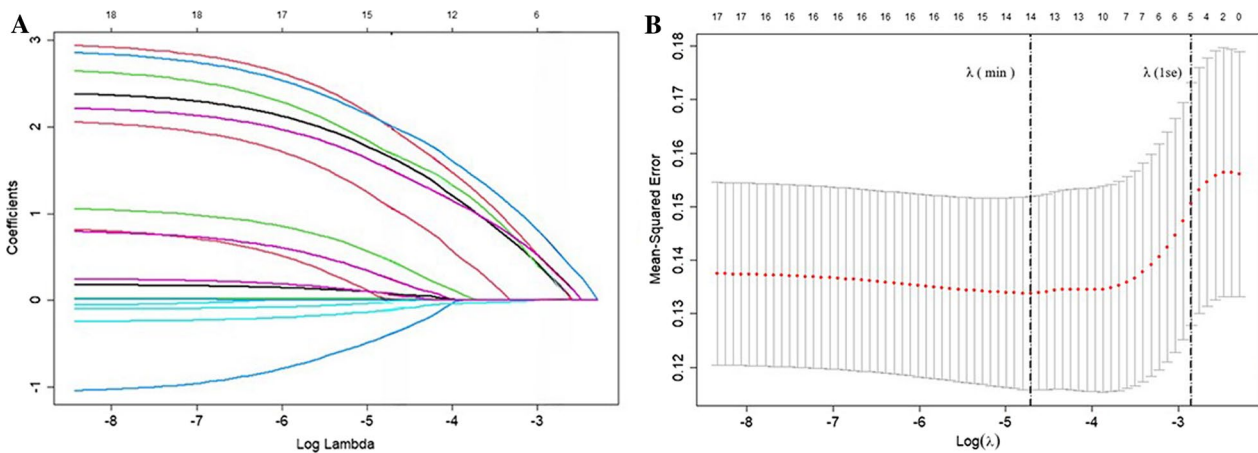 A
18 18 17 15 12 6
3
2
1
0
-1
Coefficients
-8 -7 -6 -5 -4 -3
Log Lambda
B
17 17 16 16 16 16 16 16 16 16 15 14 14 13 13 10 7 7 6 6 5 4 2 0
λ ( min ) λ (1se)
0.18
0.17
0.16
0.15
0.14
0.13
0.12
Mean-Squared Error
-8 -7 -6 -5 -4 -3
Log(λ)